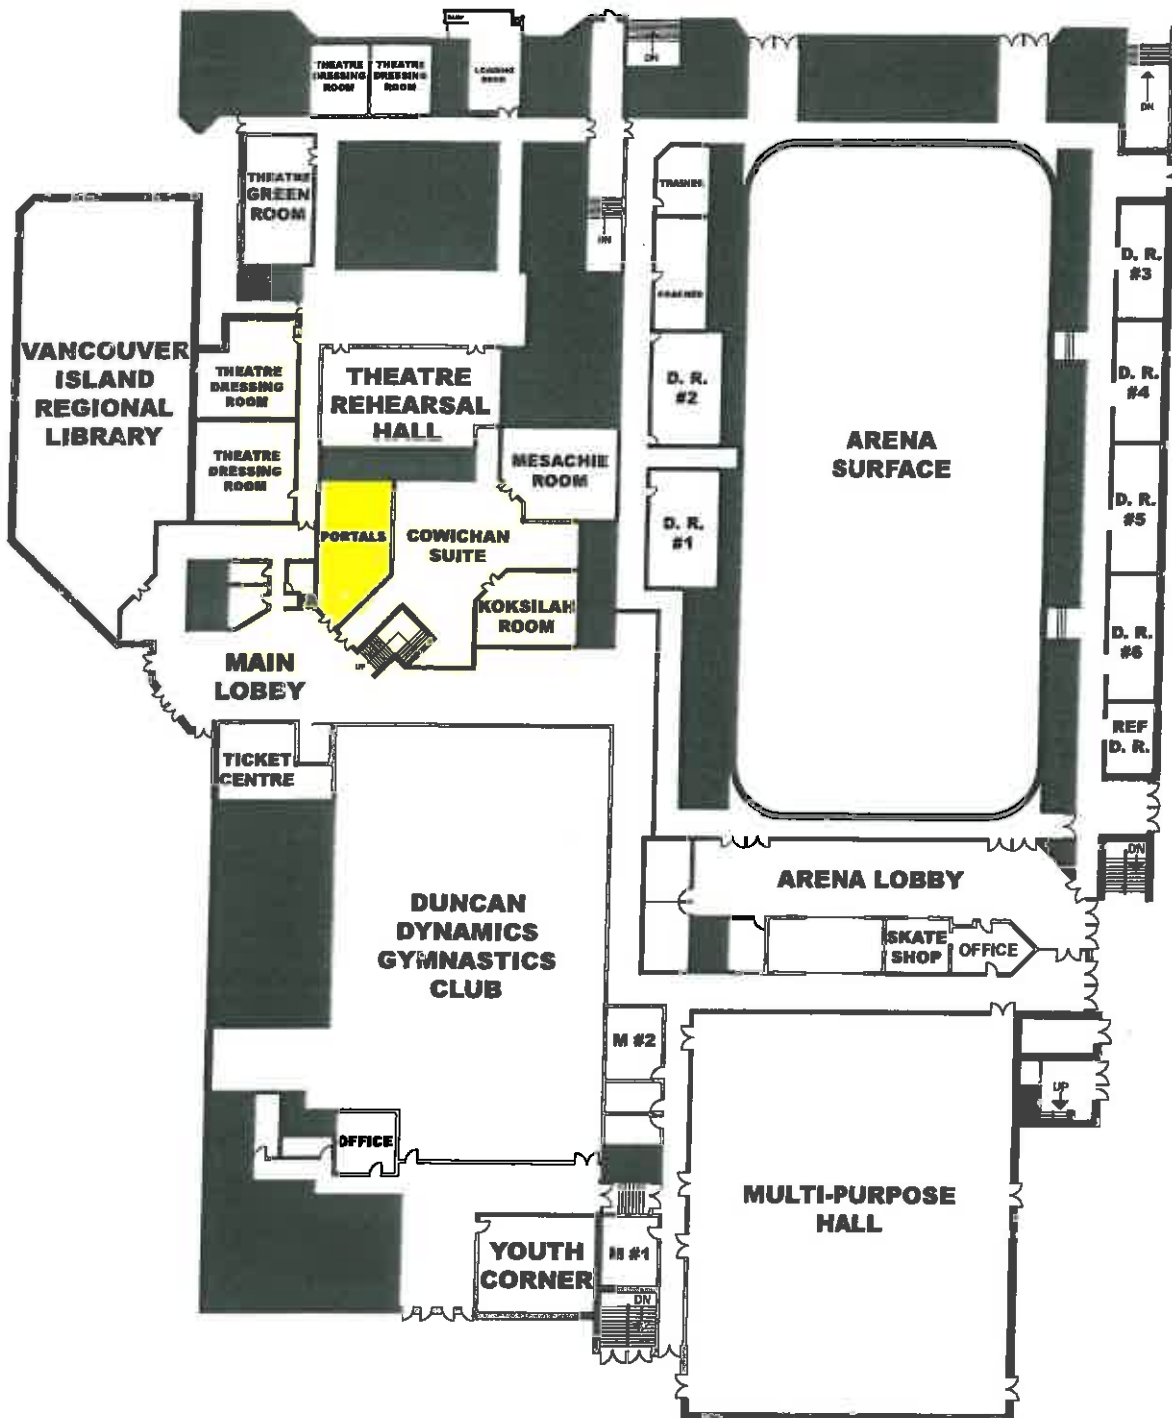 THEATRE
DRESSING
ROOM
THEATRE
DRESSING
ROOM
LOADING
DN
DN
THEATRE
GREEN
ROOM
DN
TRAINER
D. R.
#3
VANCOUVER
ISLAND
REGIONAL
LIBRARY
THEATRE
DRESSING
ROOM
THEATRE
REHEARSAL
HALL
D. R.
#2
D. R.
#4
ARENA
SURFACE
THEATRE
DRESSING
ROOM
MESACHIE
ROOM
PORTALS
COWICHAN
SUITE
D. R.
#1
D. R.
#5
KOKSILAH
ROOM
UP
MAIN
LOBBY
D. R.
#6
REF
D. R.
TICKET
CENTRE
DN
ARENA LOBBY
DUNCAN
DYNAMICS
GYMNASTICS
CLUB
SKATE
SHOP
OFFICE
M #2
UP
OFFICE
MULTI-PURPOSE
HALL
YOUTH
CORNER
M #1
DN